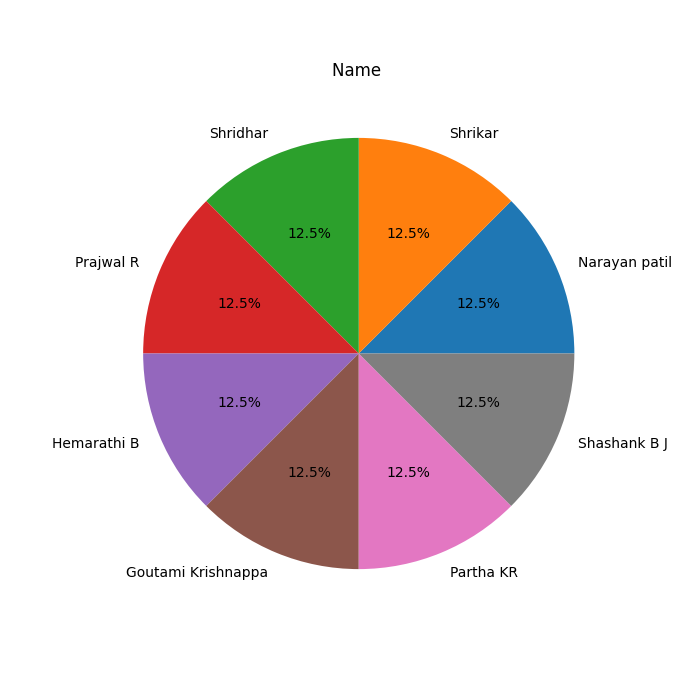 Name
Shridhar
Shrikar
12.5%
12.5%
Prajwal R
Narayan patil
12.5%
12.5%
12.5%
12.5%
Hemarathi B
Shashank B J
12.5%
12.5%
Goutami Krishnappa
Partha KR